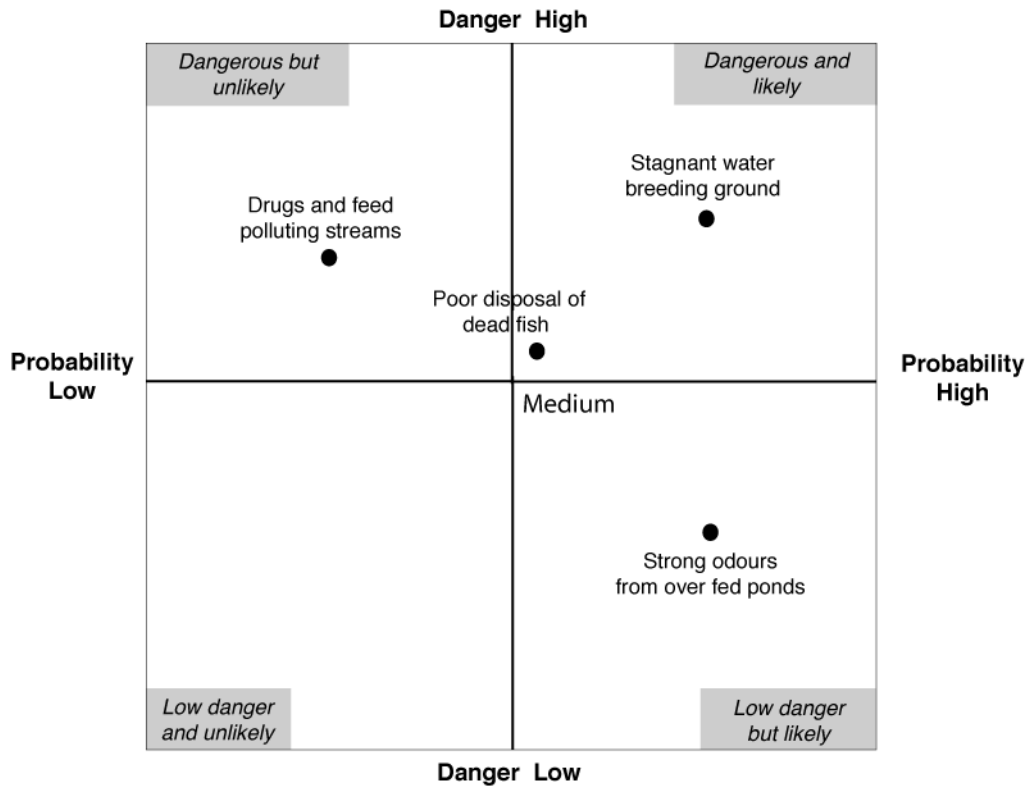 Danger High
Dangerous but
unlikely
Dangerous and
likely
Stagnant water
breeding ground
Drugs and feed
polluting streams
Poor disposal of
dead fish
Probability
Low
Probability
High
Medium
Strong odours
from over fed ponds
Low danger
and unlikely
Low danger
but likely
Danger Low